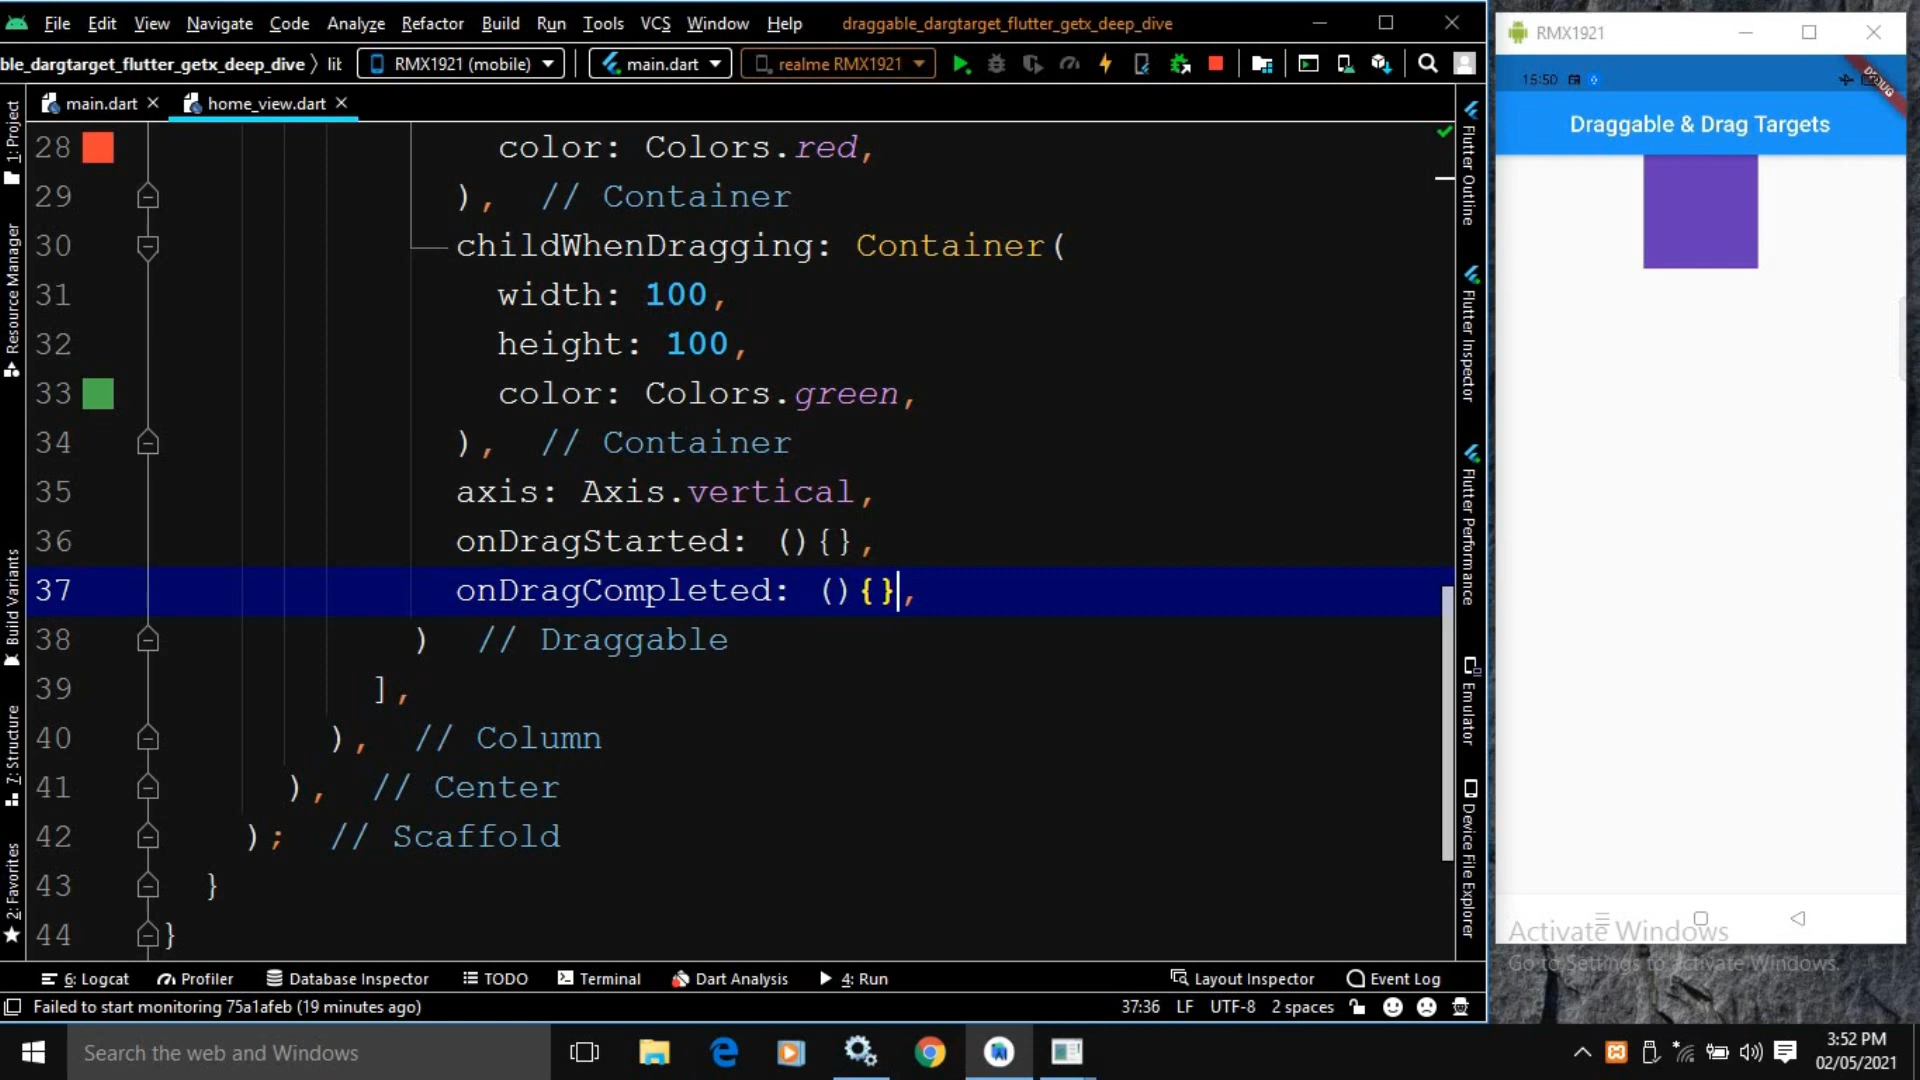 File Edit View Navigate Code Analyze Refactor Build Run Tools VCS Window Help draggable_dargtarget_flutter_getx_deep_dive
ble_dargtarget_flutter_getx_deep_dive lib RMX1921 (mobile) main.dart realme RMX1921
main.dart home_view.dart
28 color: Colors.red,
29 ), // Container
30 childWhenDragging: Container(
31 width: 100,
32 height: 100,
33 color: Colors.green,
34 ), // Container
35 axis: Axis.vertical,
36 onDragStarted: (){},
37 onDragCompleted: (){},
38 ) // Draggable
39 ],
40 ), // Column
41 ), // Center
42 ); // Scaffold
43 }
44 }
1: Project
Resource Manager
Build Variants
7: Structure
2: Favorites
Flutter Outline
Flutter Inspector
Flutter Performance
Emulator
Device File Explorer
6: Logcat Profiler Database Inspector TODO Terminal Dart Analysis 4: Run Layout Inspector Event Log
Failed to start monitoring 75a1afeb (19 minutes ago) 37:36 LF UTF-8 2 spaces
RMX1921
15:50
DEBUG
Draggable & Drag Targets
Activate Windows
Go to Settings to activate Windows.
Search the web and Windows
3:52 PM
02/05/2021